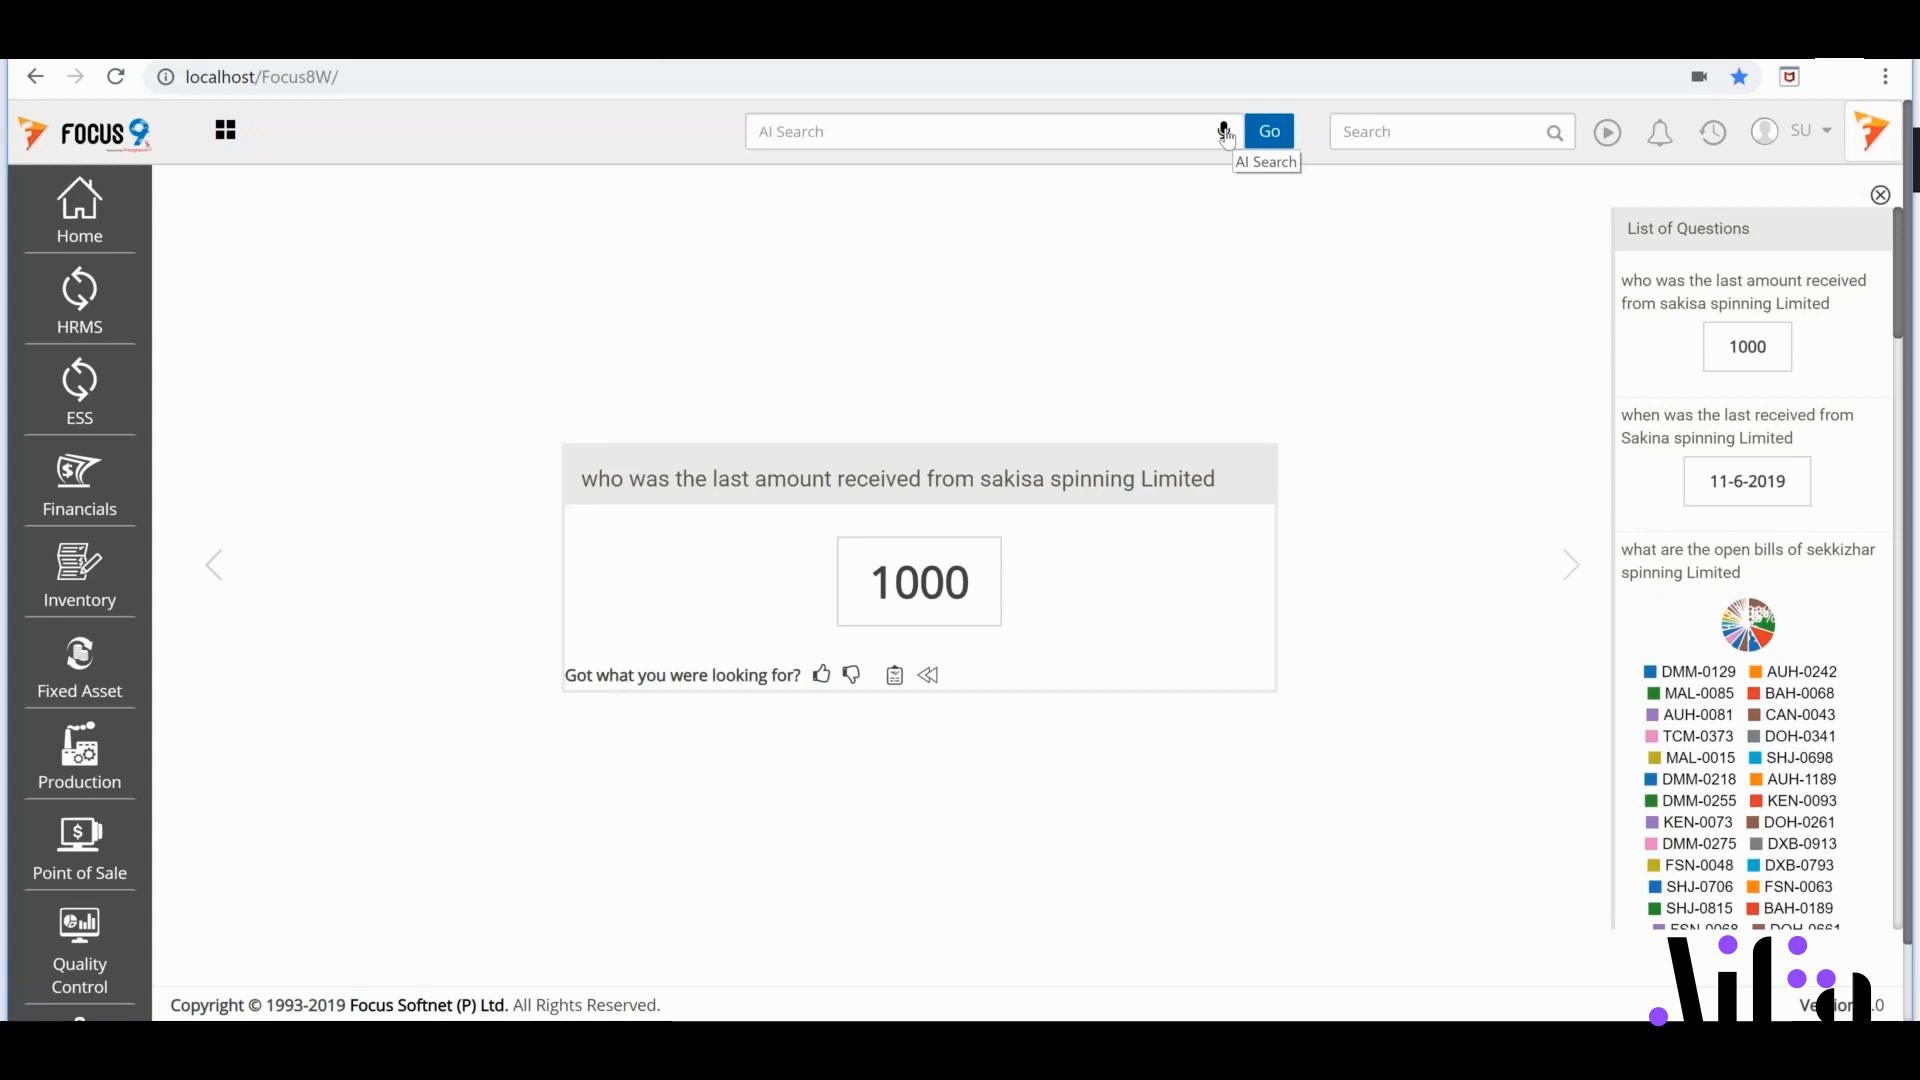 localhost/Focus8W/
FOCUS 9
AI Search
Go
Search
SU
AI Search
Home
HRMS
ESS
Financials
Inventory
Fixed Asset
Production
Point of Sale
Quality
Control
who was the last amount received from sakisa spinning Limited
1000
Got what you were looking for?
List of Questions
who was the last amount received
from sakisa spinning Limited
1000
when was the last received from
Sakina spinning Limited
11-6-2019
what are the open bills of sekkizhar
spinning Limited
DMM-0129 AUH-0242
MAL-0085 BAH-0068
AUH-0081 CAN-0043
TCM-0373 DOH-0341
MAL-0015 SHJ-0698
DMM-0218 AUH-1189
DMM-0255 KEN-0093
KEN-0073 DOH-0261
DMM-0275 DXB-0913
FSN-0048 DXB-0793
SHJ-0706 FSN-0063
SHJ-0815 BAH-0189
FSN-0068 DOH-0661
Copyright © 1993-2019 Focus Softnet (P) Ltd. All Rights Reserved.